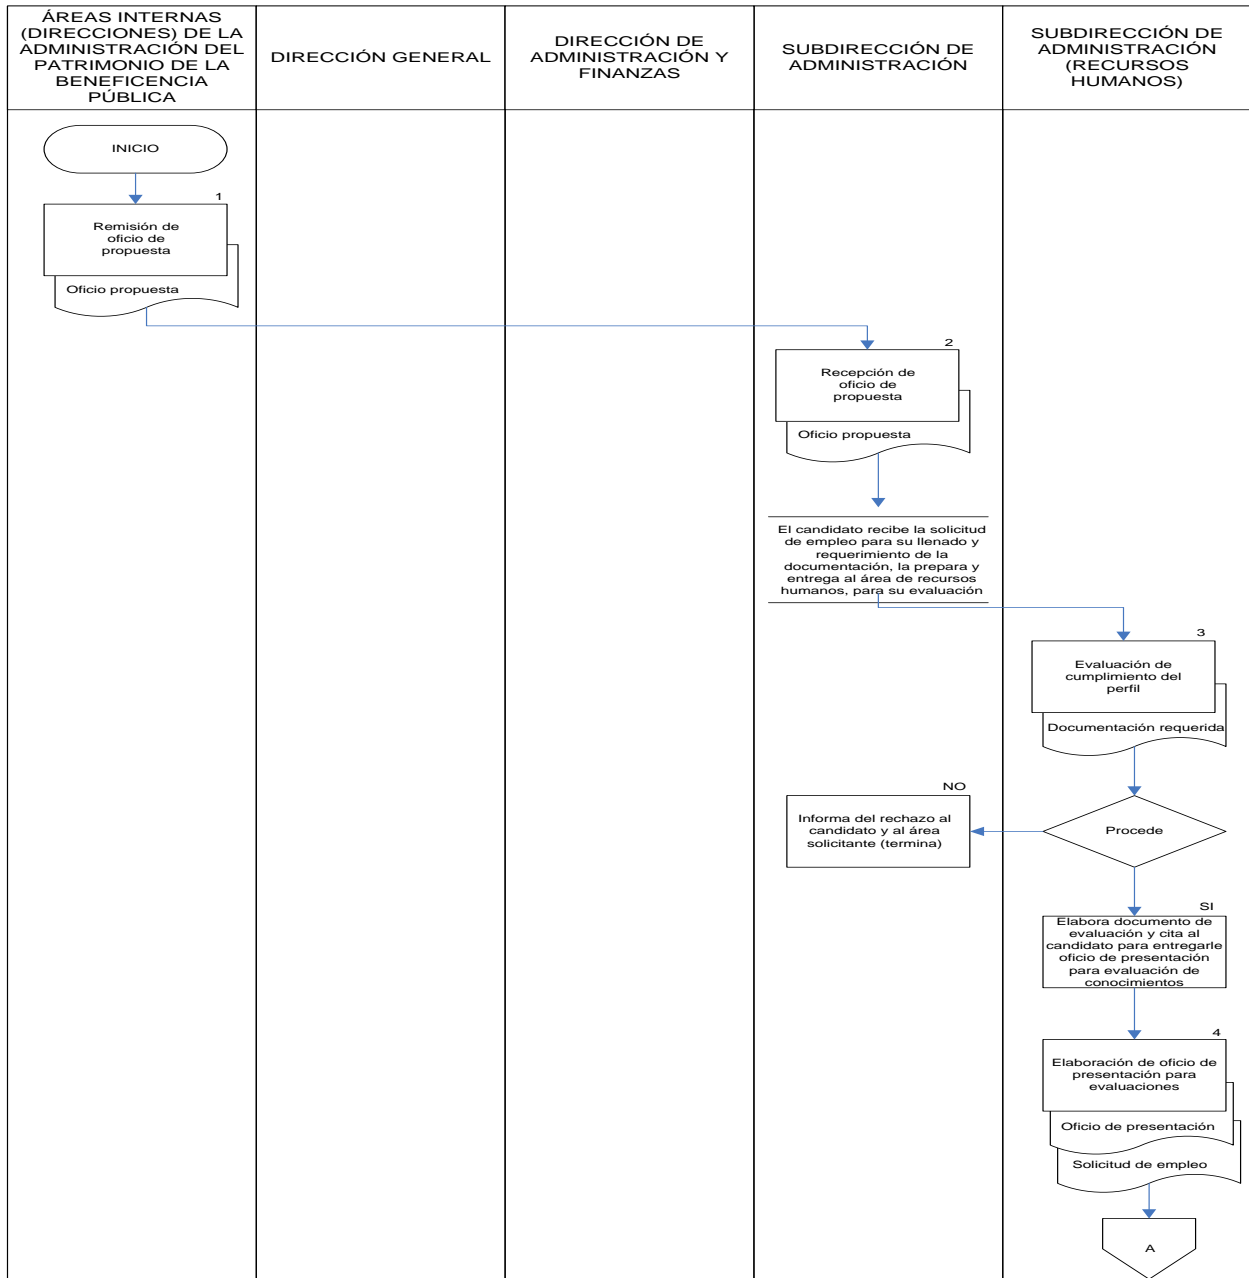 ÁREAS INTERNAS
(DIRECCIONES) DE LA
ADMINISTRACIÓN DEL
PATRIMONIO DE LA
BENEFICENCIA
PÚBLICA
DIRECCIÓN GENERAL
DIRECCIÓN DE
ADMINISTRACIÓN Y
FINANZAS
SUBDIRECCIÓN DE
ADMINISTRACIÓN
SUBDIRECCIÓN DE
ADMINISTRACIÓN
(RECURSOS
HUMANOS)
INICIO
1
Remisión de
oficio de
propuesta
Oficio propuesta
2
Recepción de
oficio de
propuesta
Oficio propuesta
El candidato recibe la solicitud
de empleo para su llenado y
requerimiento de la
documentación, la prepara y
entrega al área de recursos
humanos, para su evaluación
3
Evaluación de
cumplimiento del
perfil
Documentación requerida
NO
Informa del rechazo al
candidato y al área
solicitante (termina)
Procede
SI
Elabora documento de
evaluación y cita al
candidato para entregarle
oficio de presentación
para evaluación de
conocimientos
4
Elaboración de oficio de
presentación para
evaluaciones
Oficio de presentación
Solicitud de empleo
A